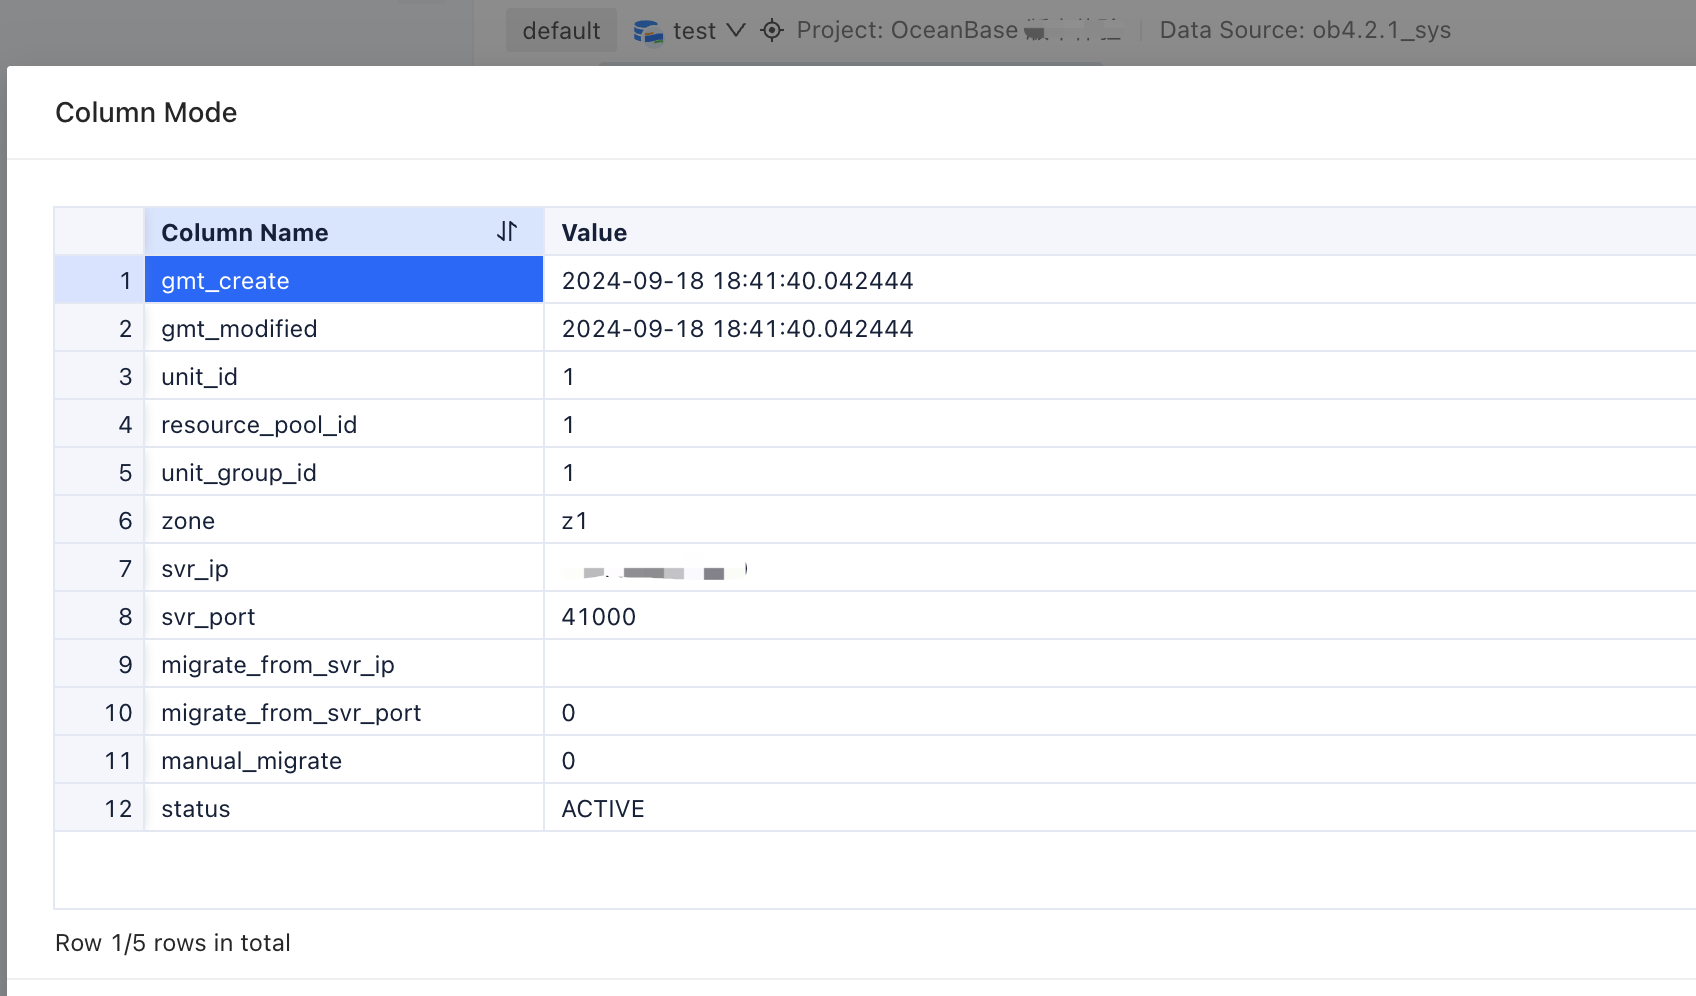 default test Project: OceanBase Data Source: ob4.2.1_sys
Column Mode
Column Name Value
1 gmt_create 2024-09-18 18:41:40.042444
2 gmt_modified 2024-09-18 18:41:40.042444
3 unit_id 1
4 resource_pool_id 1
5 unit_group_id 1
6 zone z1
7 svr_ip
8 svr_port 41000
9 migrate_from_svr_ip
10 migrate_from_svr_port 0
11 manual_migrate 0
12 status ACTIVE
Row 1/5 rows in total